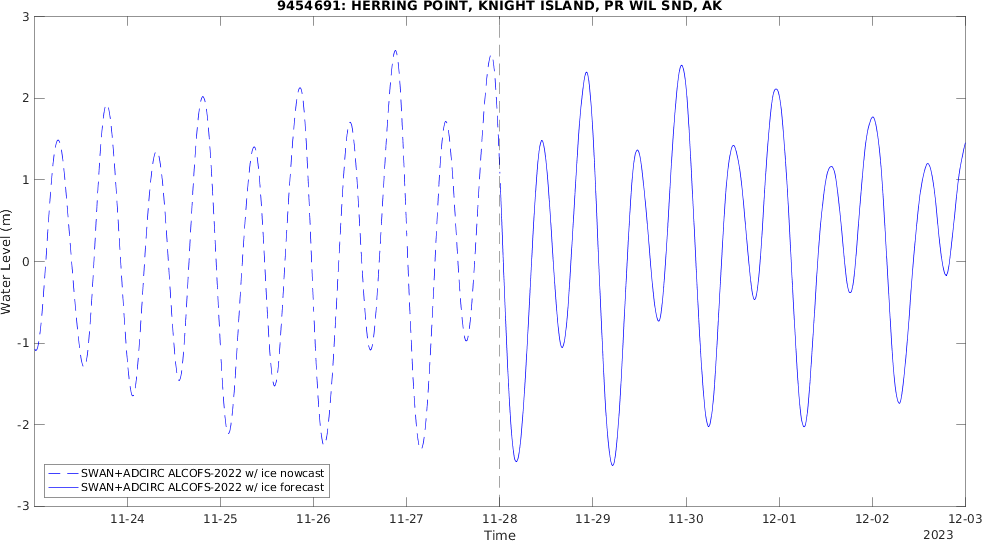 9454691: HERRING POINT, KNIGHT ISLAND, PR WIL SND, AK
3
2
1
0
-1
-2
-3
Water Level (m)
SWAN+ADCIRC ALCOFS-2022 w/ ice nowcast
SWAN+ADCIRC ALCOFS-2022 w/ ice forecast
11-24 11-25 11-26 11-27 11-28 11-29 11-30 12-01 12-02 12-03
Time
2023